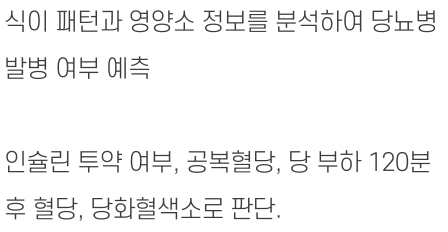 식이 패턴과 영양소 정보를 분석하여 당뇨병
발병 여부 예측
인슐린 투약 여부, 공복혈당, 당 부하 120분
후 혈당, 당화혈색소로 판단.